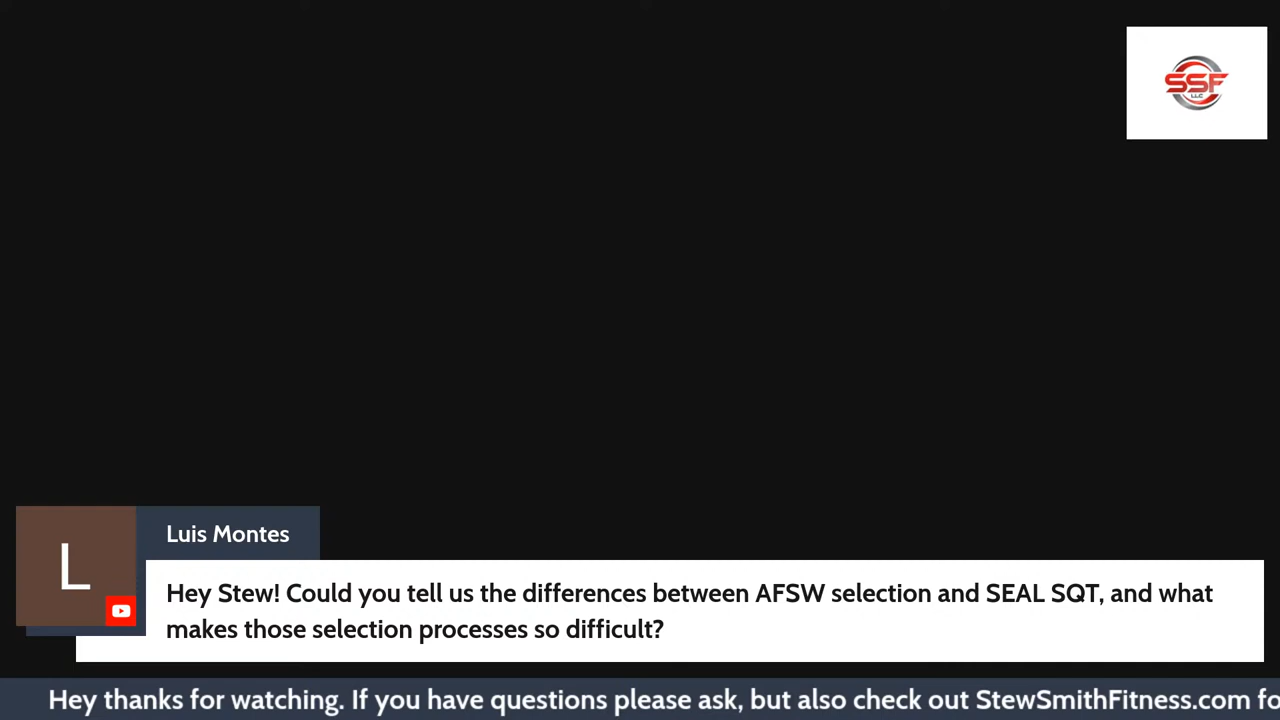 SSF
LLC
L
Luis Montes
Hey Stew! Could you tell us the differences between AFSW selection and SEAL SQT, and what
makes those selection processes so difficult?
Hey thanks for watching. If you have questions please ask, but also check out StewSmithFitness.com fo